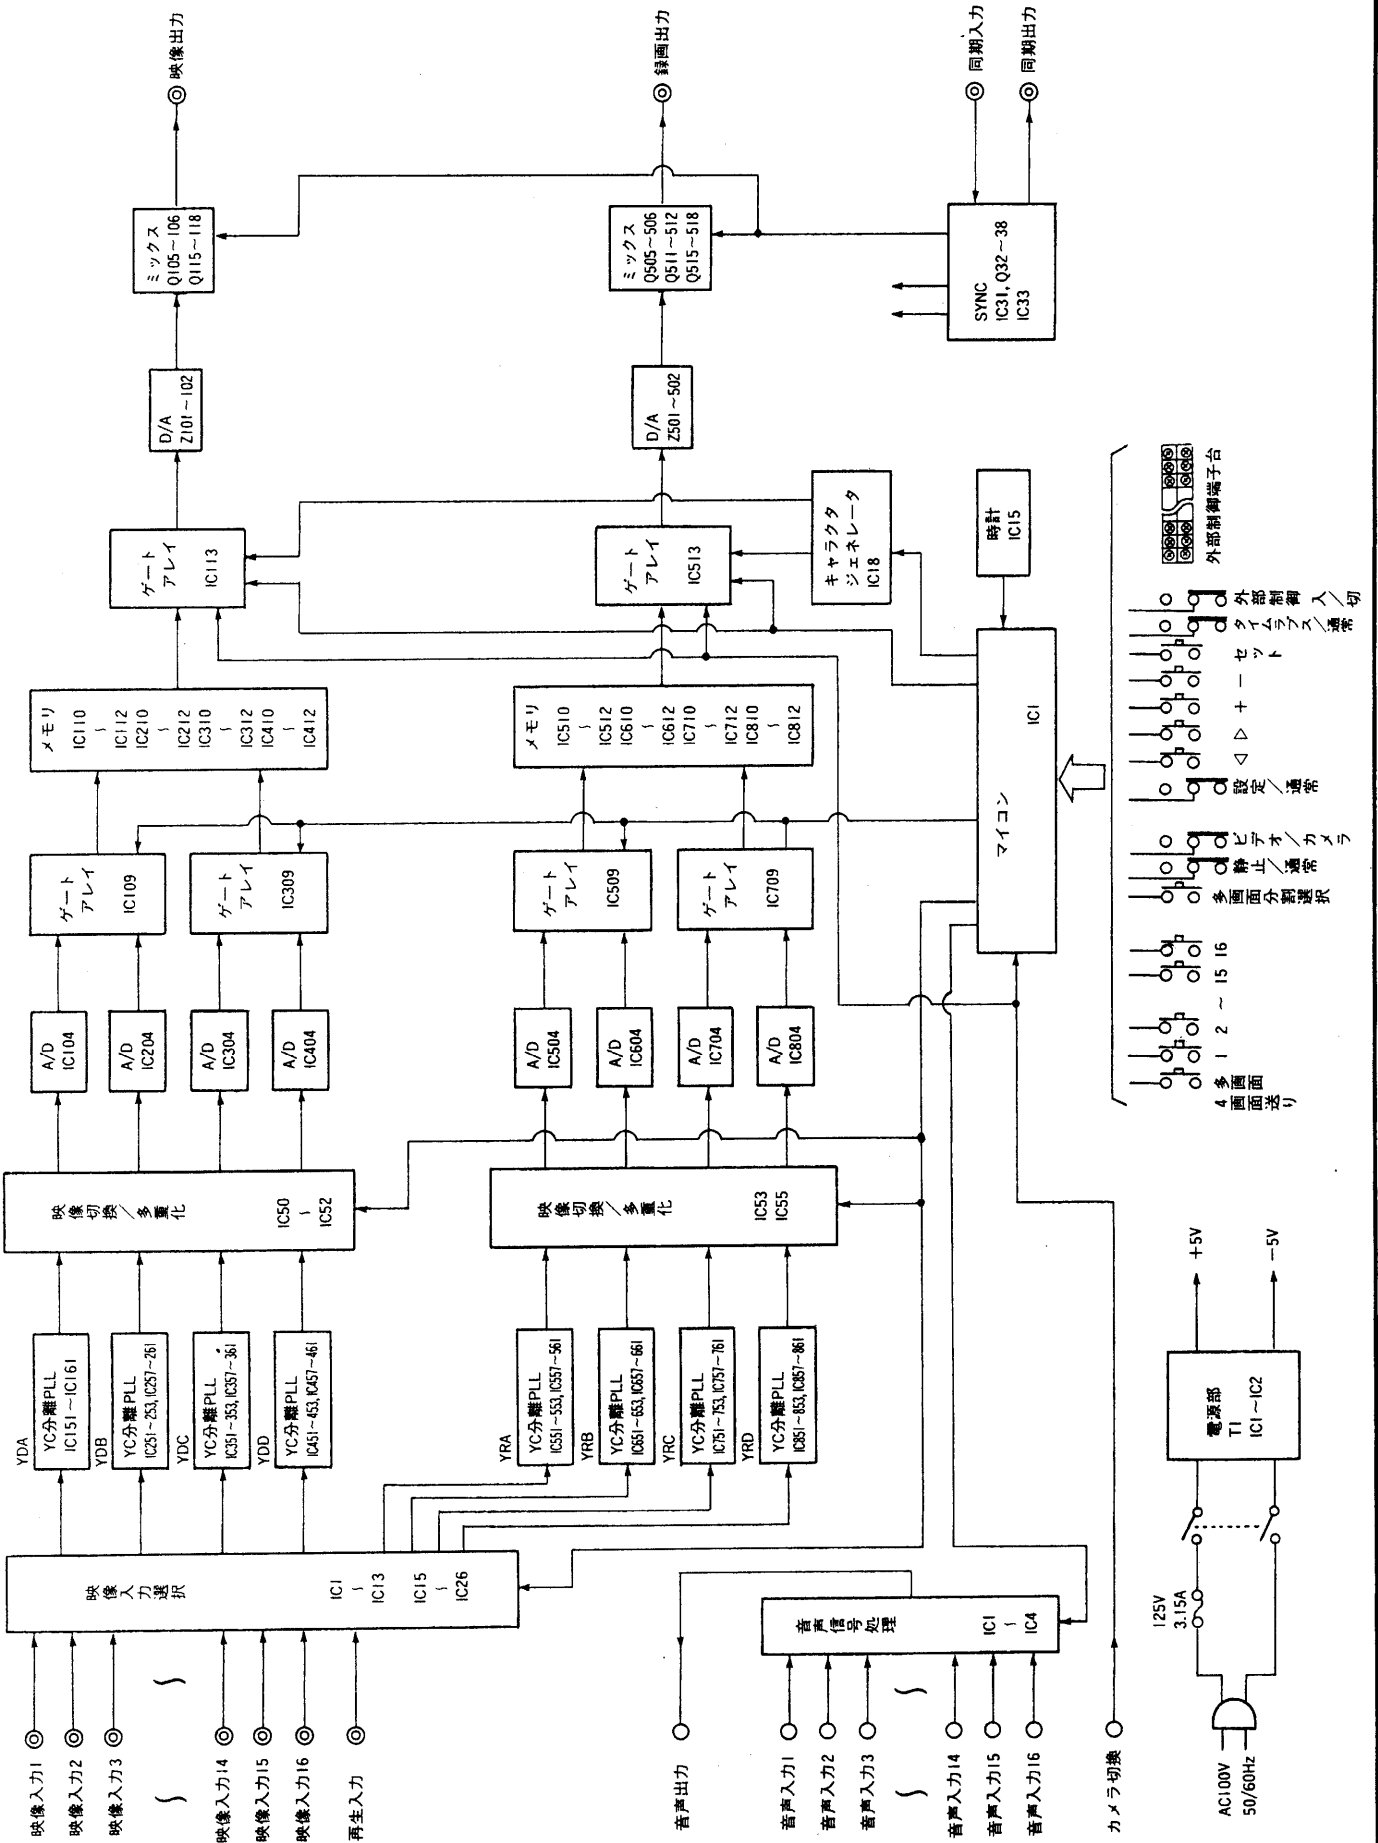 映像入力1
映像入力2
映像入力3
〜
映像入力14
映像入力15
映像入力16
再生入力
映像入力選択
IC1
〜
IC13
IC15
〜
IC26
YDA
YC分離PLL
IC151～IC161
YDB
YC分離PLL
IC251～253,IC257～261
YDC
YC分離PLL
IC351～353,IC357～361
YDD
YC分離PLL
IC451～453,IC457～461
YRA
YC分離PLL
IC551～553,IC557～561
YRB
YC分離PLL
IC651～653,IC657～661
YRC
YC分離PLL
IC751～753,IC757～761
YRD
YC分離PLL
IC851～853,IC857～861
映像切換／多重化
IC50
〜
IC52
映像切換／多重化
IC53
IC55
A/D
IC104
A/D
IC204
A/D
IC304
A/D
IC404
A/D
IC504
A/D
IC604
A/D
IC704
A/D
IC804
ゲート
アレイ
IC109
ゲート
アレイ
IC309
ゲート
アレイ
IC509
ゲート
アレイ
IC709
メモリ
IC110
〜
IC112
IC210
〜
IC212
IC310
〜
IC312
IC410
〜
IC412
メモリ
IC510
〜
IC512
IC610
〜
IC612
IC710
〜
IC712
IC810
〜
IC812
ゲート
アレイ
IC113
ゲート
アレイ
IC513
D/A
Z101～102
D/A
Z501～502
ミックス
Q105～106
Q115～118
ミックス
Q505～506
Q511～512
Q515～518
映像出力
録画出力
同期入力
同期出力
SYNC
IC31,Q32～38
IC33
キャラクタ
ジェネレータ
IC18
時計
IC15
マイコン
IC1
音声出力
音声入力1
音声入力2
音声入力3
〜
音声入力14
音声入力15
音声入力16
音声信号処理
IC1
〜
IC4
カメラ切換
4画面送り
多画面
1
2
～
15
16
多画面分割選択
静止／通常
ビデオ／カメラ
設定／通常
◁
▷
＋
－
セット
タイムラプス／通常
外部制御 入／切
外部制御端子台
AC100V
50/60Hz
125V
3.15A
電源部
T1
IC1～IC2
+5V
−5V